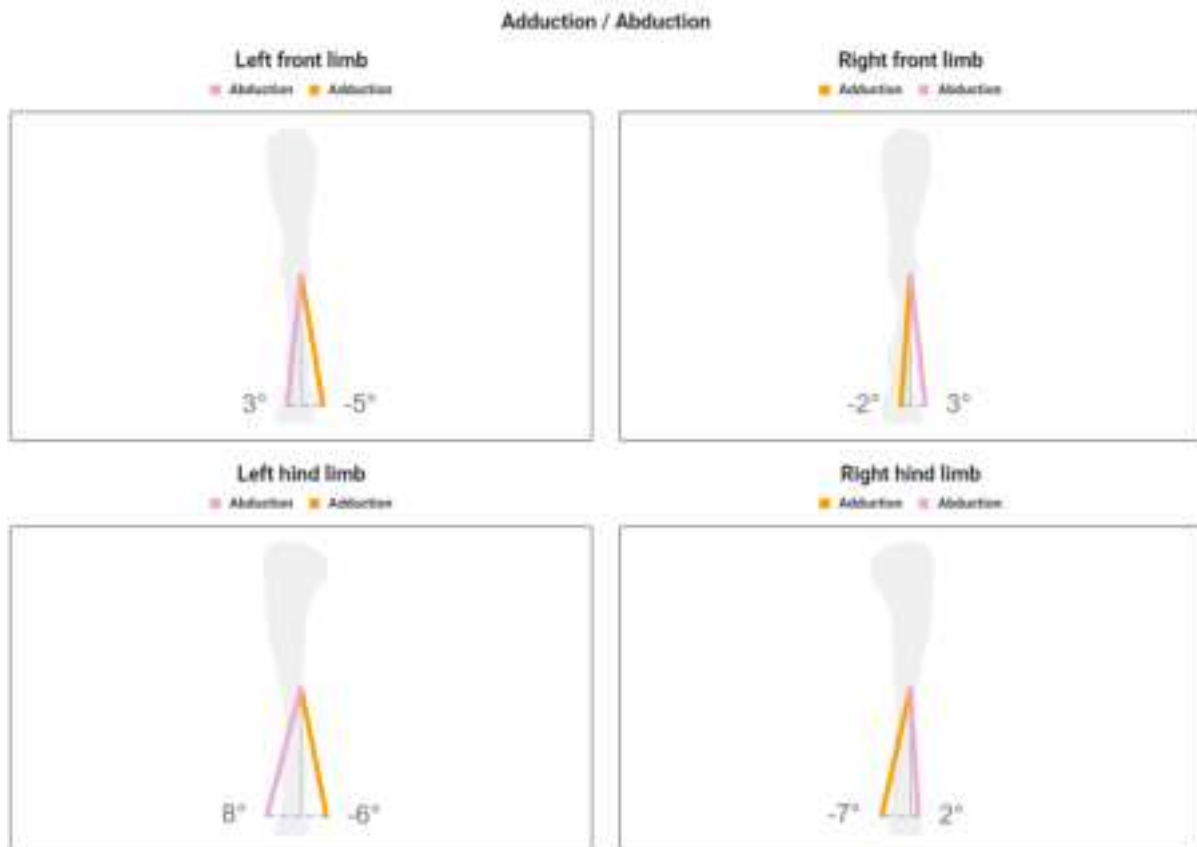 Adduction / Abduction
Left front limb
Abduction Adduction
3° -5°
Right front limb
Adduction Abduction
-2° 3°
Left hind limb
Abduction Adduction
8° -6°
Right hind limb
Adduction Abduction
-7° 2°